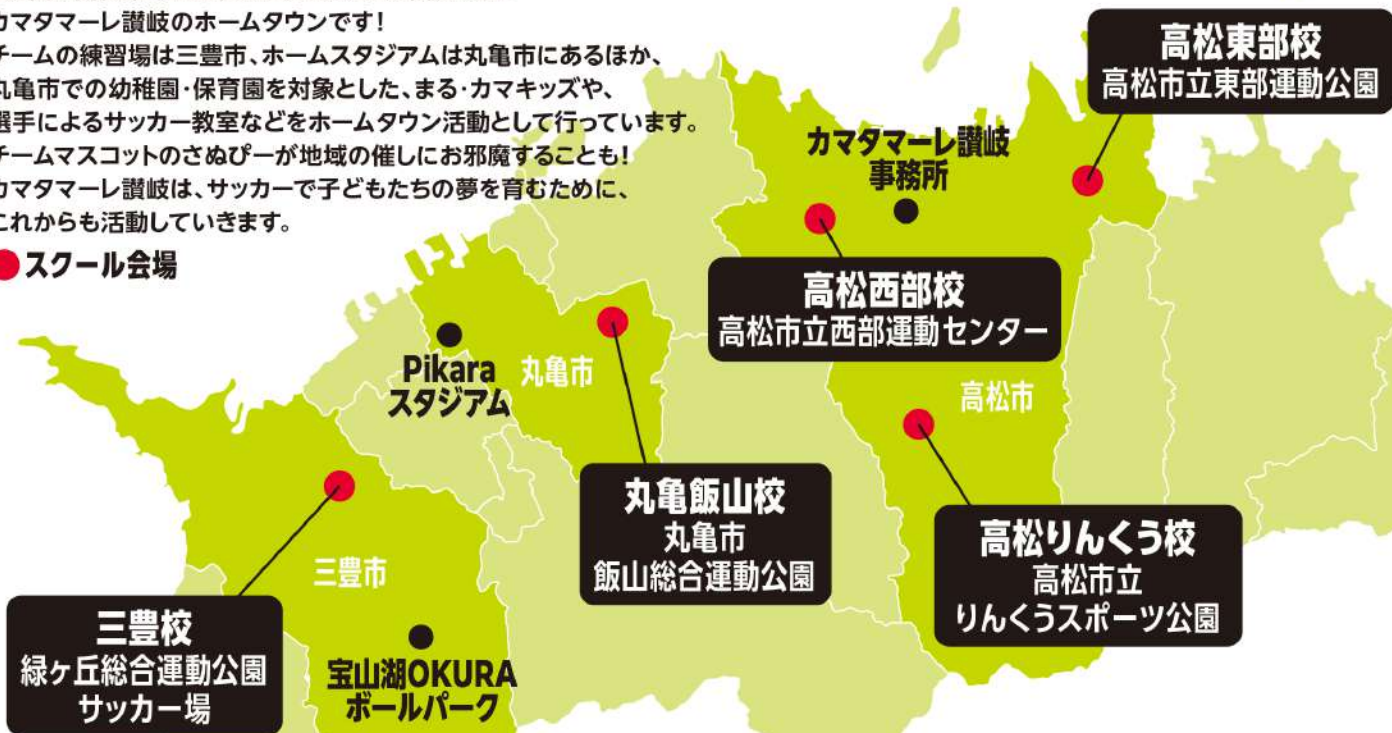 カマタマーレ讃岐のホームタウンです!
チームの練習場は三豊市、ホームスタジアムは丸亀市にあるほか、
丸亀市での幼稚園・保育園を対象とした、まる・カマキッズや、
選手によるサッカー教室などをホームタウン活動として行っています。
チームマスコットのさぬぴーが地域の催しにお邪魔することも!
カマタマーレ讃岐は、サッカーで子どもたちの夢を育むために、
これからも活動していきます。
スクール会場
高松東部校
高松市立東部運動公園
カマタマーレ讃岐
事務所
高松西部校
高松市立西部運動センター
Pikara
スタジアム
丸亀市
高松市
丸亀飯山校
丸亀市
飯山総合運動公園
高松りんくう校
高松市立
りんくうスポーツ公園
三豊市
三豊校
緑ヶ丘総合運動公園
サッカー場
宝山湖OKURA
ボールパーク